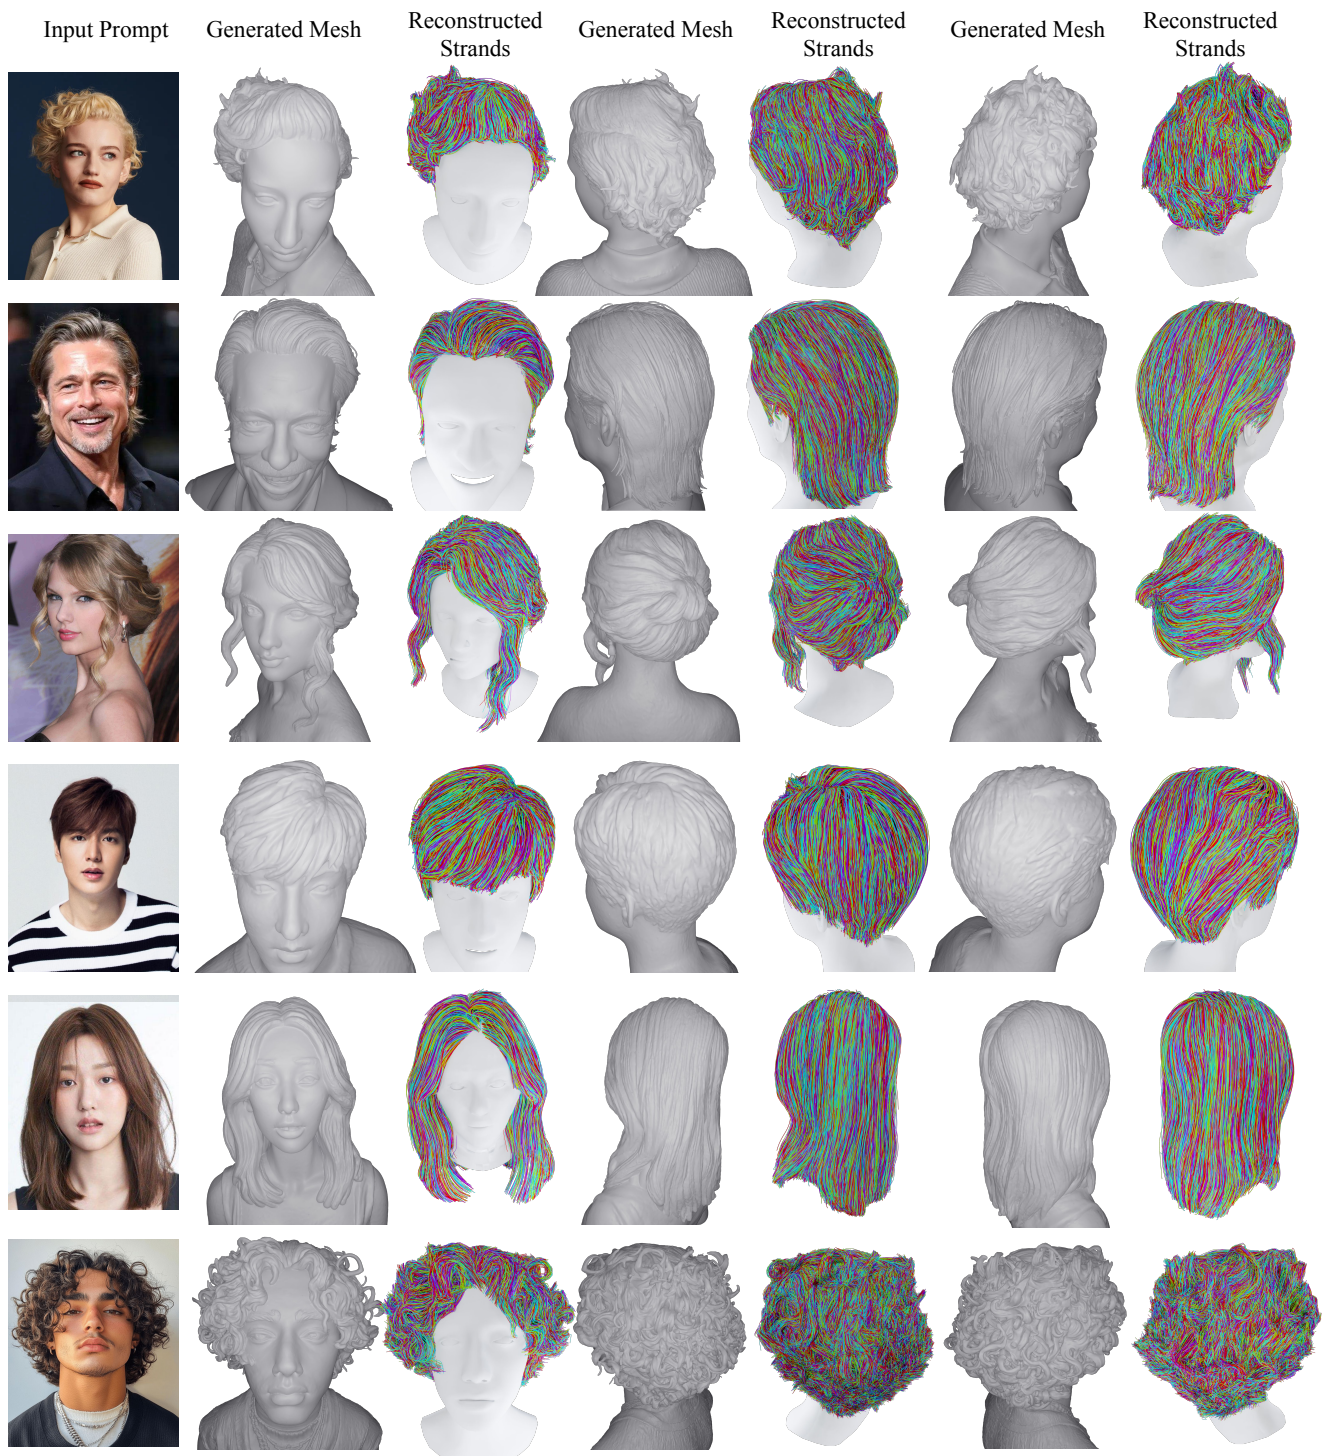 Input Prompt
Generated Mesh
Reconstructed
Strands
Generated Mesh
Reconstructed
Strands
Generated Mesh
Reconstructed
Strands